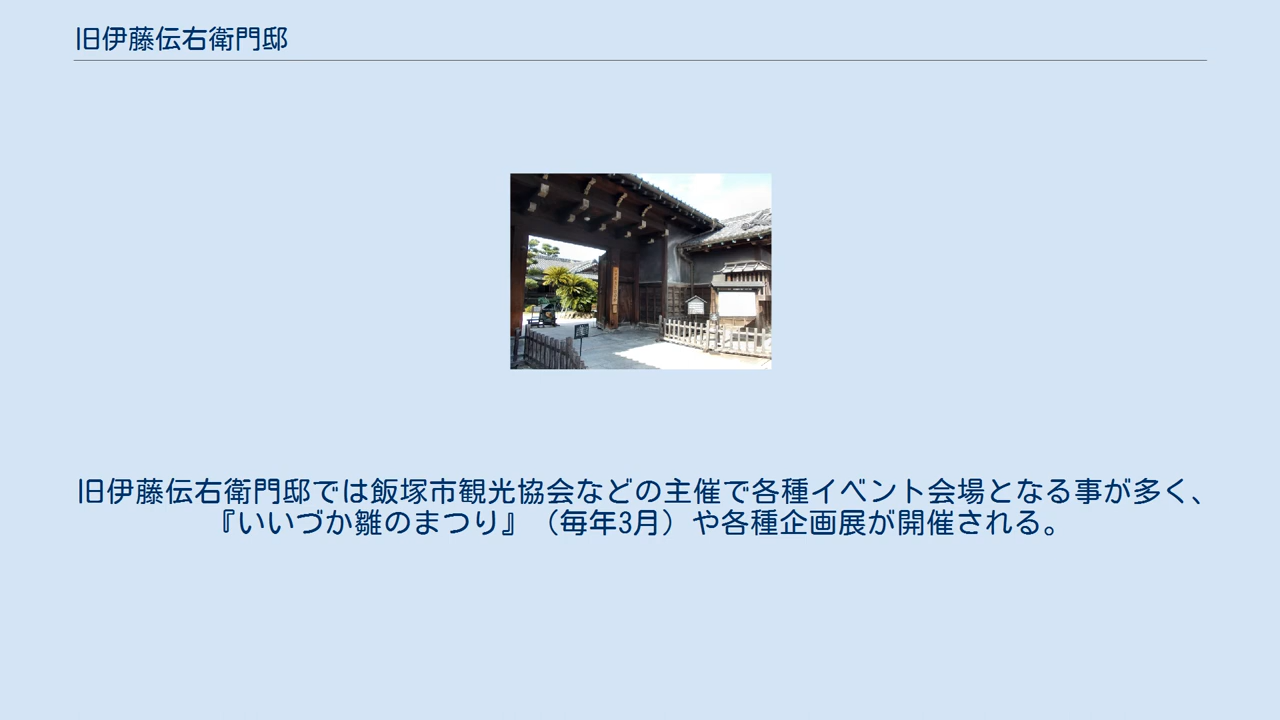 旧伊藤伝右衛門邸
旧伊藤伝右衛門邸では飯塚市観光協会などの主催で各種イベント会場となる事が多く、
『いいづか雛のまつり』（毎年3月）や各種企画展が開催される。